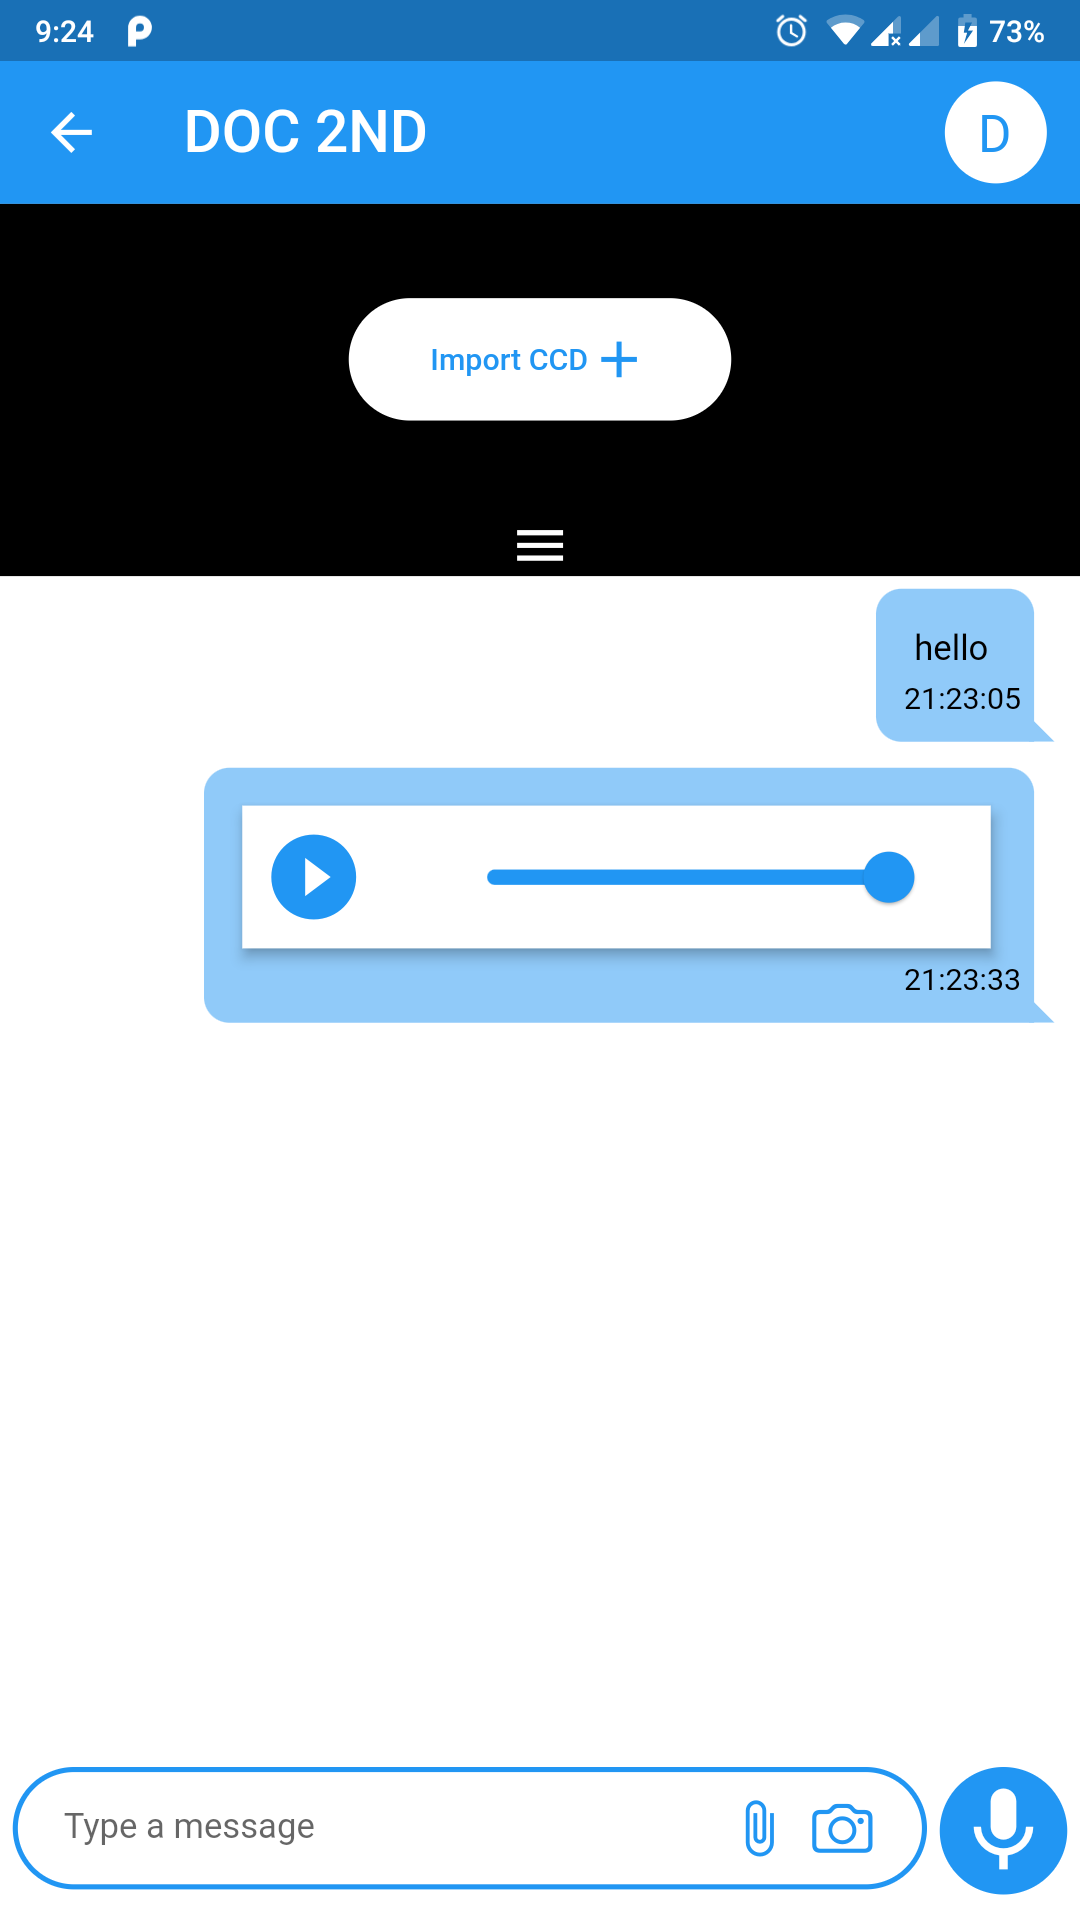 9:24
73%
DOC 2ND
D
Import CCD
hello
21:23:05
21:23:33
Type a message